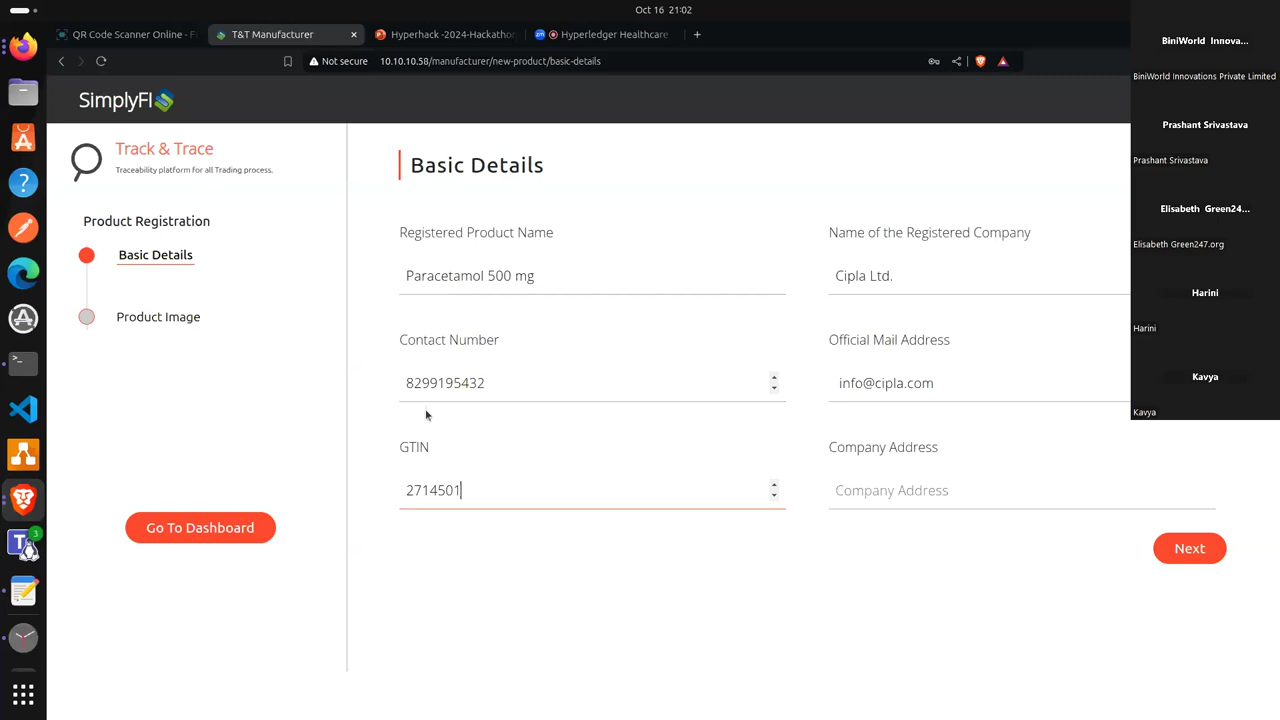 Oct 16 21:02
QR Code Scanner Online - F
T&T Manufacturer
Hyperhack -2024-Hackathon
Hyperledger Healthcare
Not secure 10.10.10.58/manufacturer/new-product/basic-details
SimplyFI
Track & Trace
Traceability platform for all Trading process.
Product Registration
Basic Details
Product Image
Go To Dashboard
Basic Details
Registered Product Name
Name of the Registered Company
Paracetamol 500 mg
Cipla Ltd.
Contact Number
Official Mail Address
8299195432
info@cipla.com
GTIN
Company Address
2714501
Company Address
Next
BiniWorld Innova...
BiniWorld Innovations Private Limited
Prashant Srivastava
Prashant Srivastava
Elisabeth Green24...
Elisabeth Green247.org
Harini
Harini
Kavya
Kavya
3